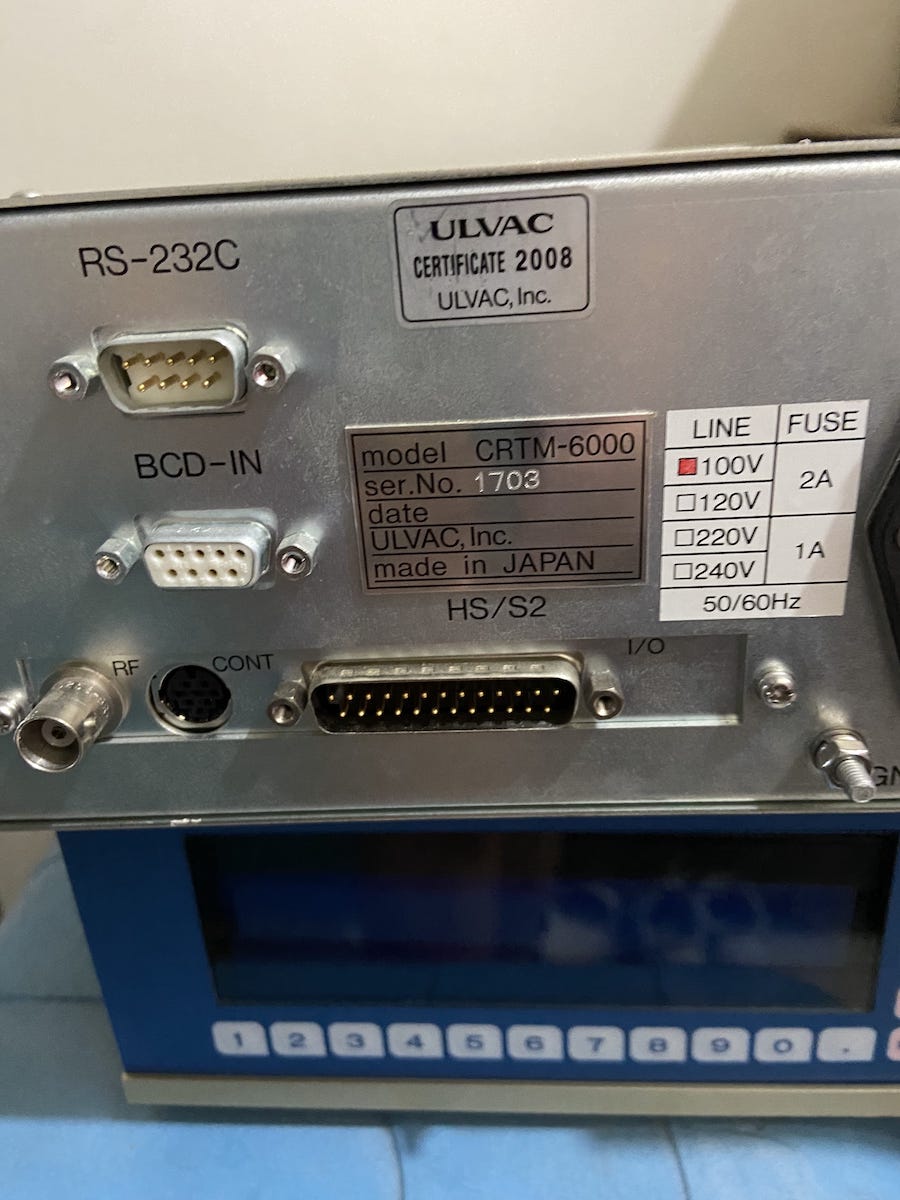 RS-232C
ULVAC
CERTIFICATE 2008
ULVAC, Inc.
BCD-IN
model CRTM-6000
ser.No. 1703
date
ULVAC, Inc.
made in JAPAN
LINE FUSE
100V 2A
120V
220V 1A
240V
50/60Hz
HS/S2
RF
CONT
I/O
GN
1 2 3 4 5 6 7 8 9 0 .